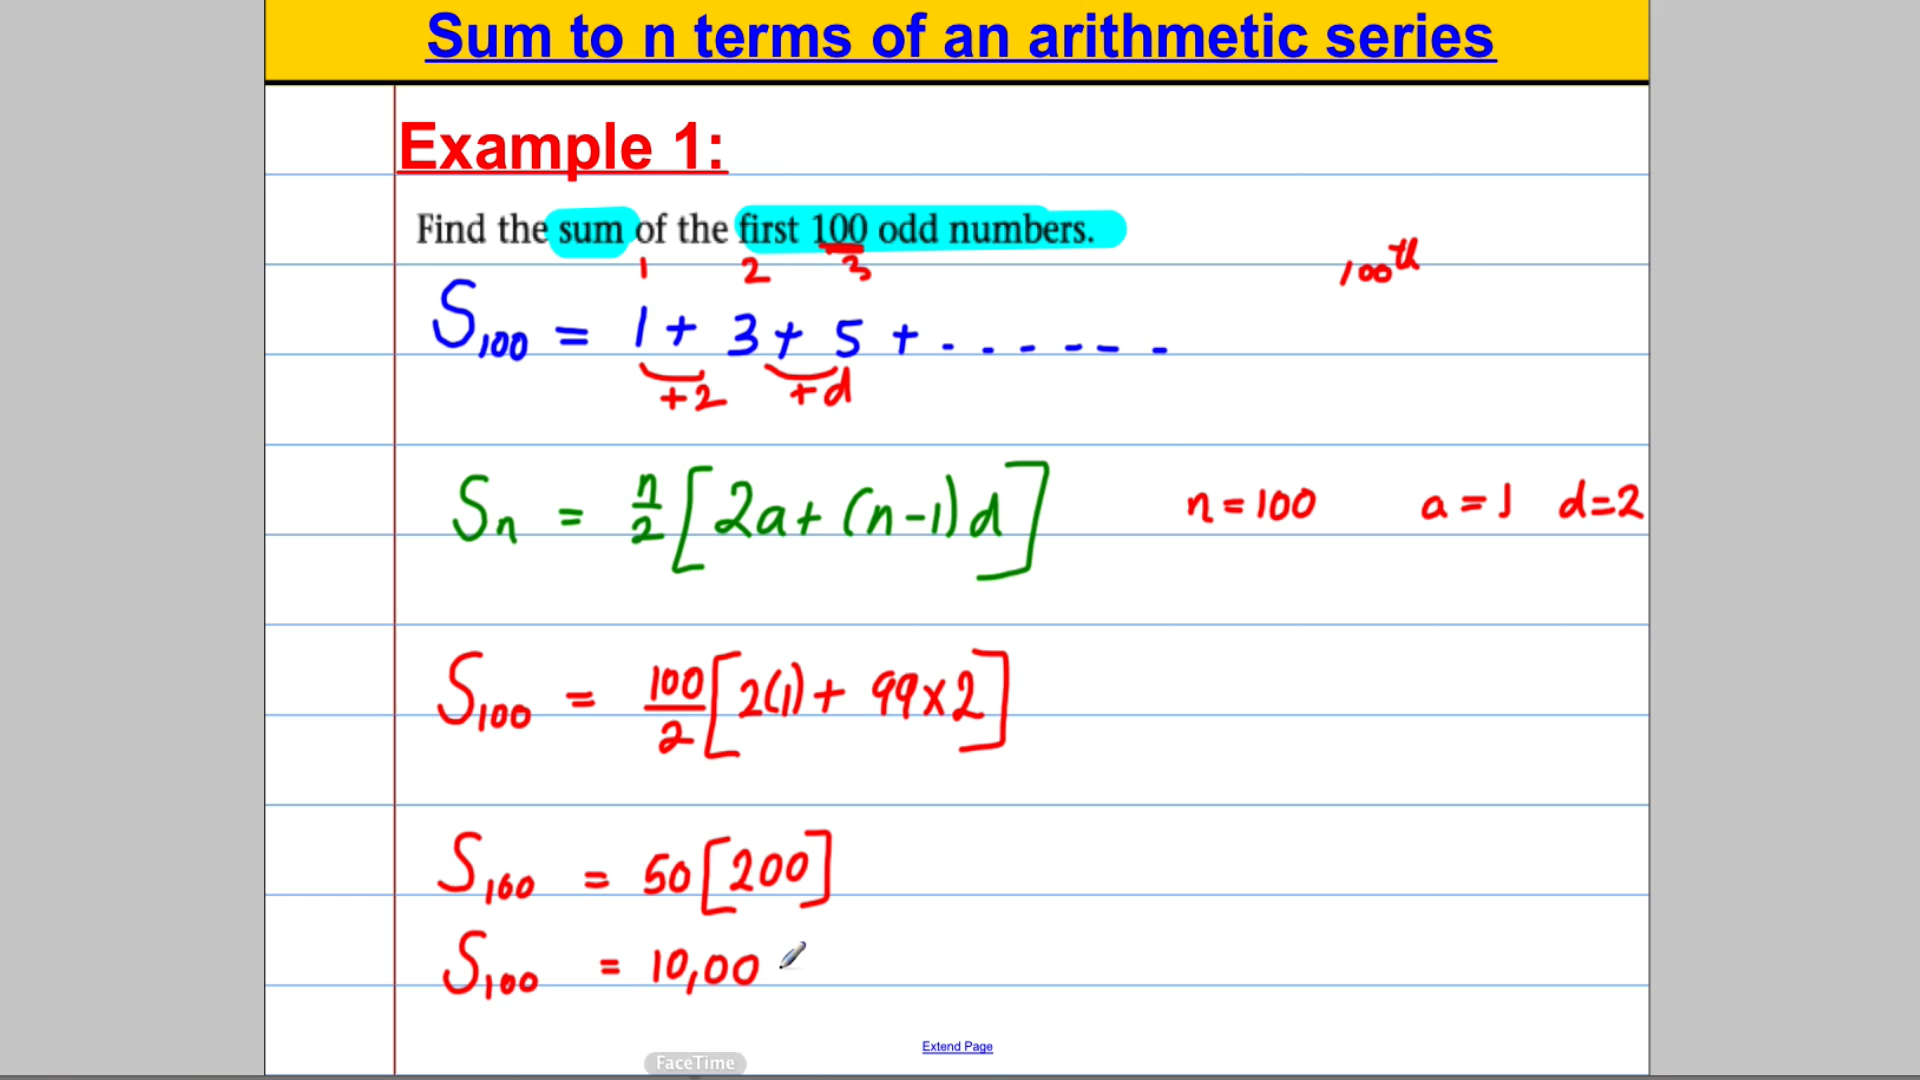 Sum to n terms of an arithmetic series
Example 1:
Find the sum of the first 100 odd numbers.
1 2 3 100th
S100 = 1 + 3 + 5 + - - - - - -
+2 +d
Sn = n/2 [2a + (n-1)d] n = 100 a = 1 d = 2
S100 = 100/2 [2(1) + 99 x 2]
S100 = 50 [200]
S100 = 10,00
Extend Page
FaceTime